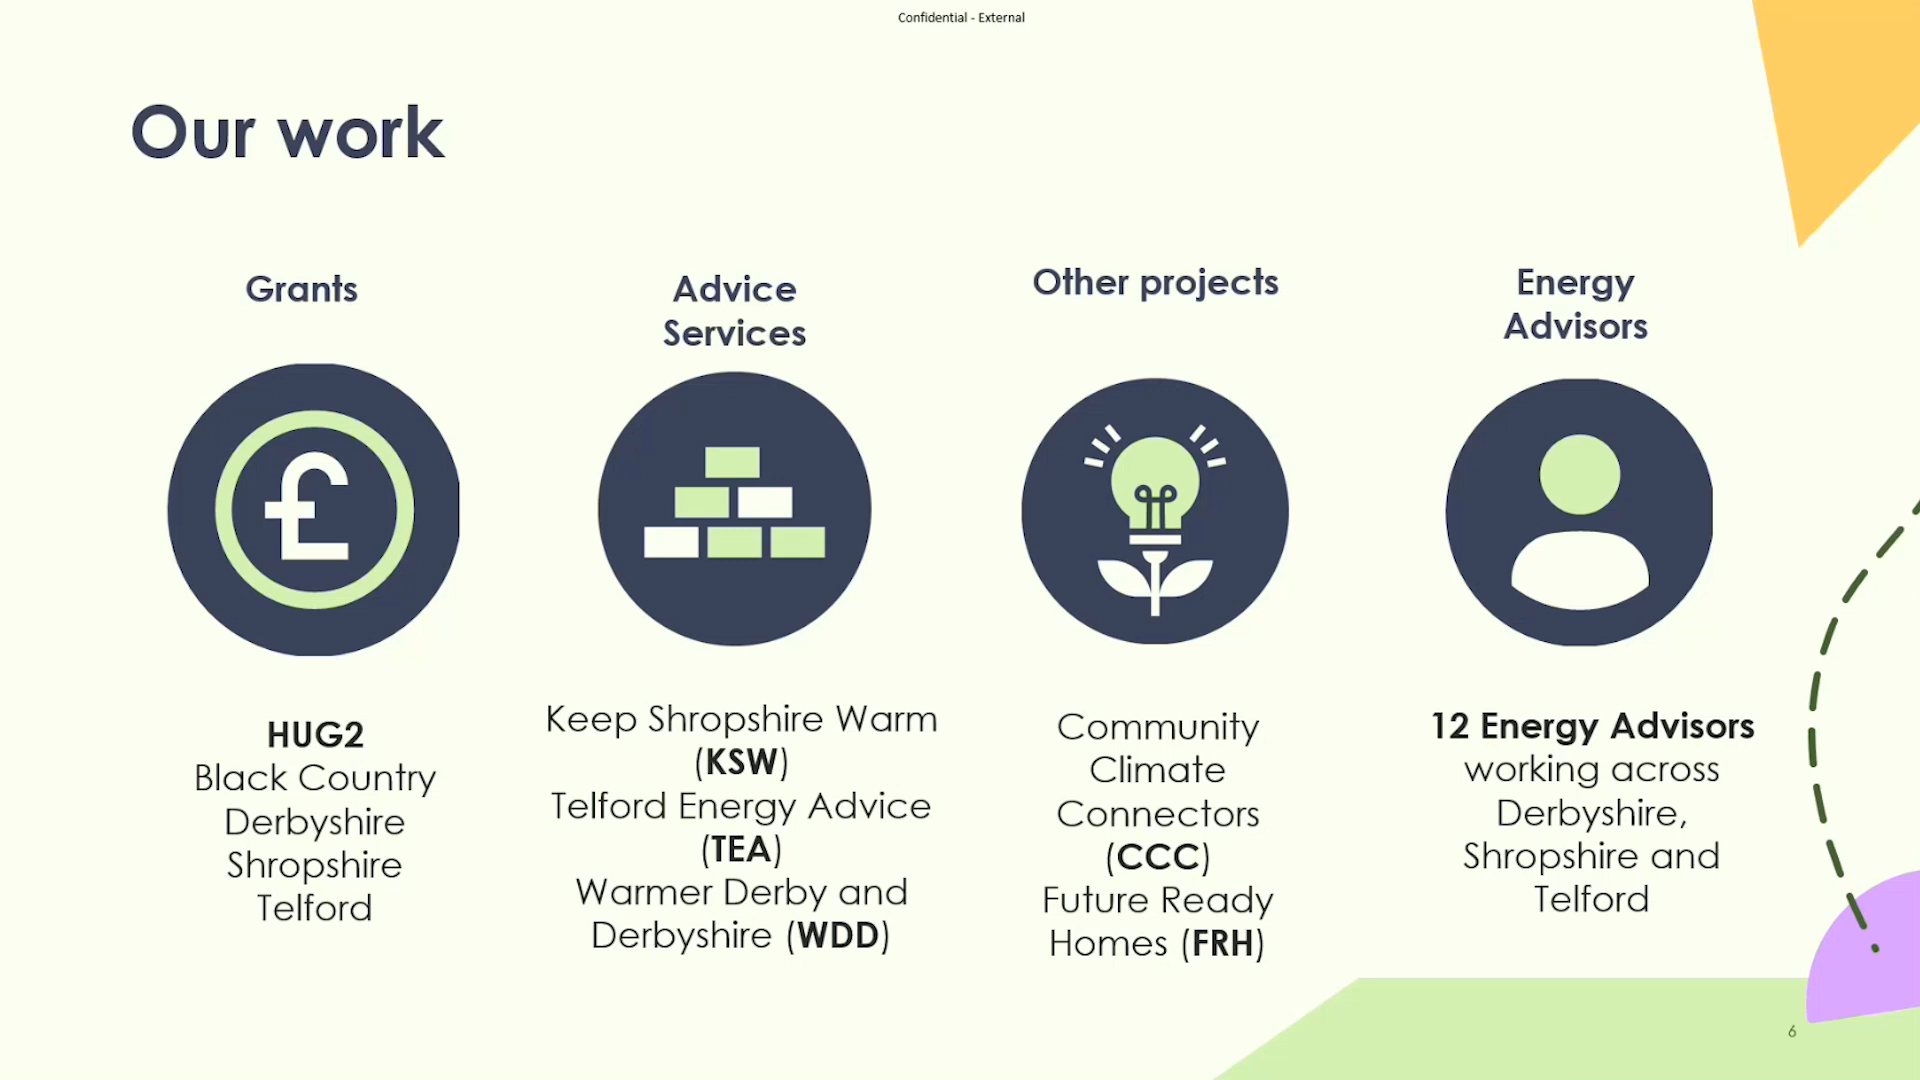 Confidential - External
Our work
Grants
HUG2
Black Country
Derbyshire
Shropshire
Telford
Advice
Services
Keep Shropshire Warm
(KSW)
Telford Energy Advice
(TEA)
Warmer Derby and
Derbyshire (WDD)
Other projects
Community
Climate
Connectors
(CCC)
Future Ready
Homes (FRH)
Energy
Advisors
12 Energy Advisors
working across
Derbyshire,
Shropshire and
Telford
£
6